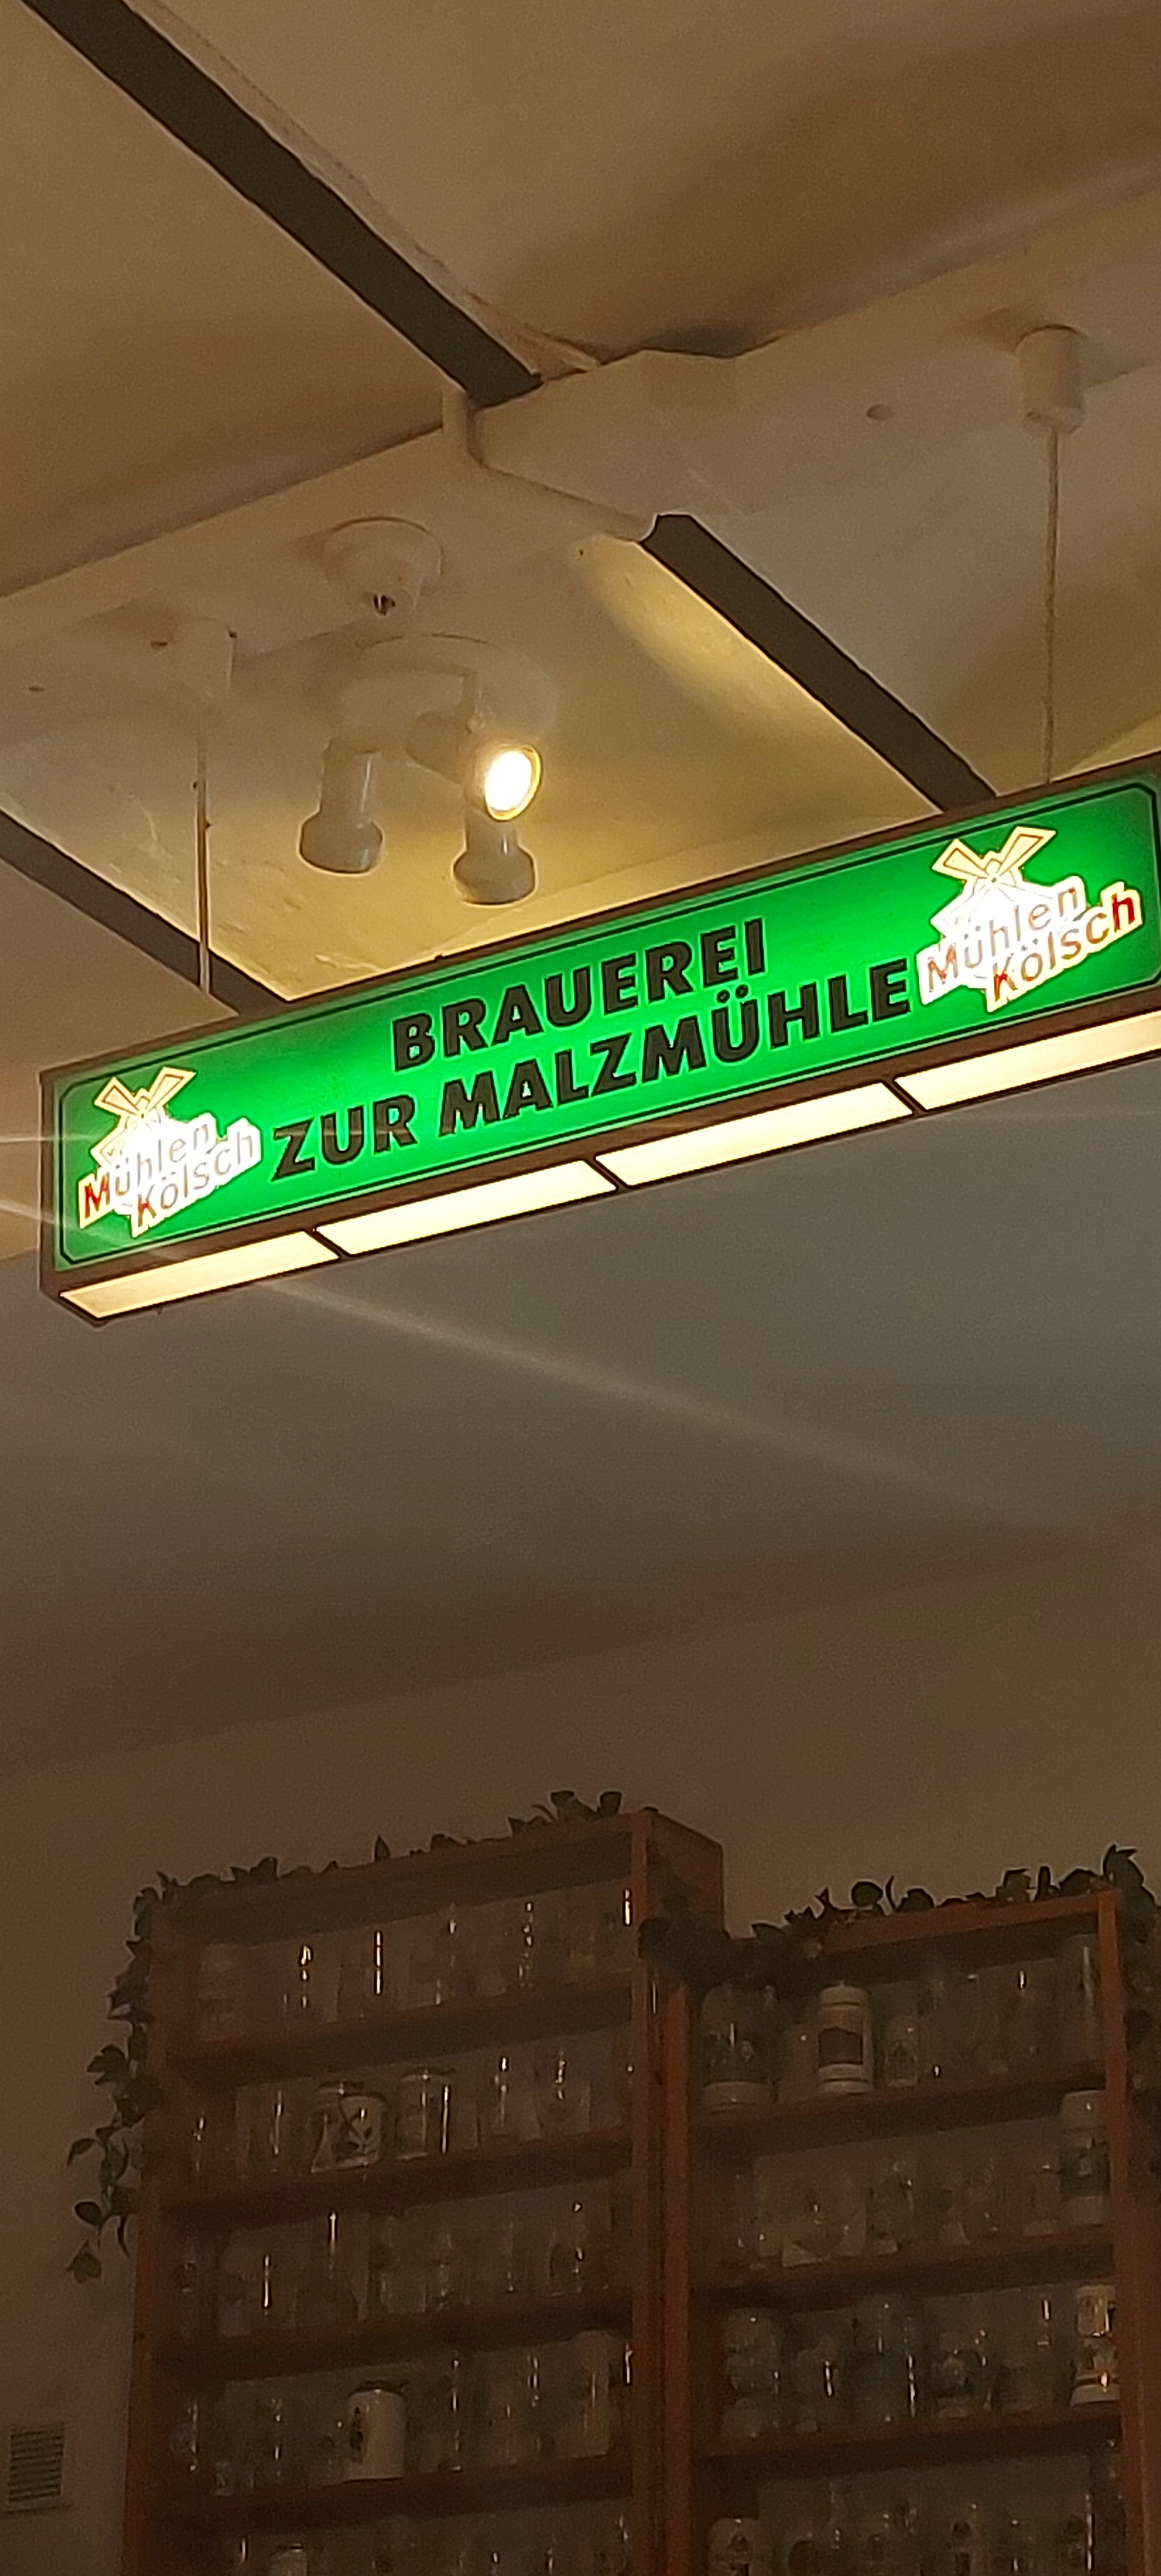 BRAUEREI
ZUR MALZMÜHLE
Mühlen
Kölsch
Mühlen
Kölsch